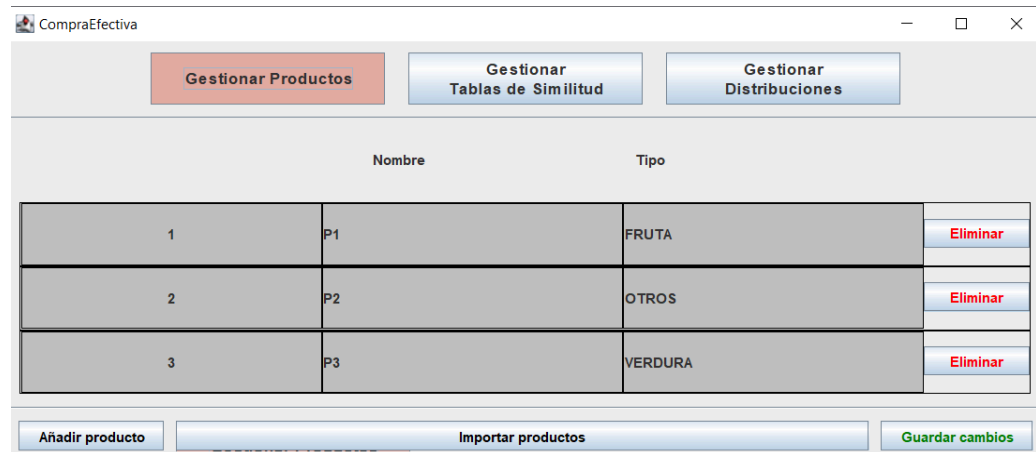 CompraEfectiva
Gestionar Productos
Gestionar
Tablas de Similitud
Gestionar
Distribuciones
Nombre Tipo
1 P1 FRUTA Eliminar
2 P2 OTROS Eliminar
3 P3 VERDURA Eliminar
Añadir producto Importar productos Guardar cambios